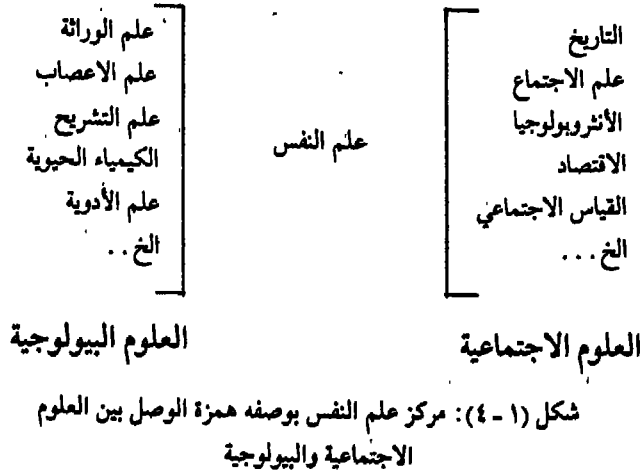 التاريخ
علم الاجتماع
الأنثروبولوجيا
الاقتصاد
القياس الاجتماعي
الخ...
العلوم الاجتماعية
علم النفس
علم الوراثة
علم الاعصاب
علم التشريح
الكيمياء الحيوية
علم الأدوية
الخ..
العلوم البيولوجية
شكل (١ - ٤): مركز علم النفس بوصفه همزة الوصل بين العلوم
الاجتماعية والبيولوجية